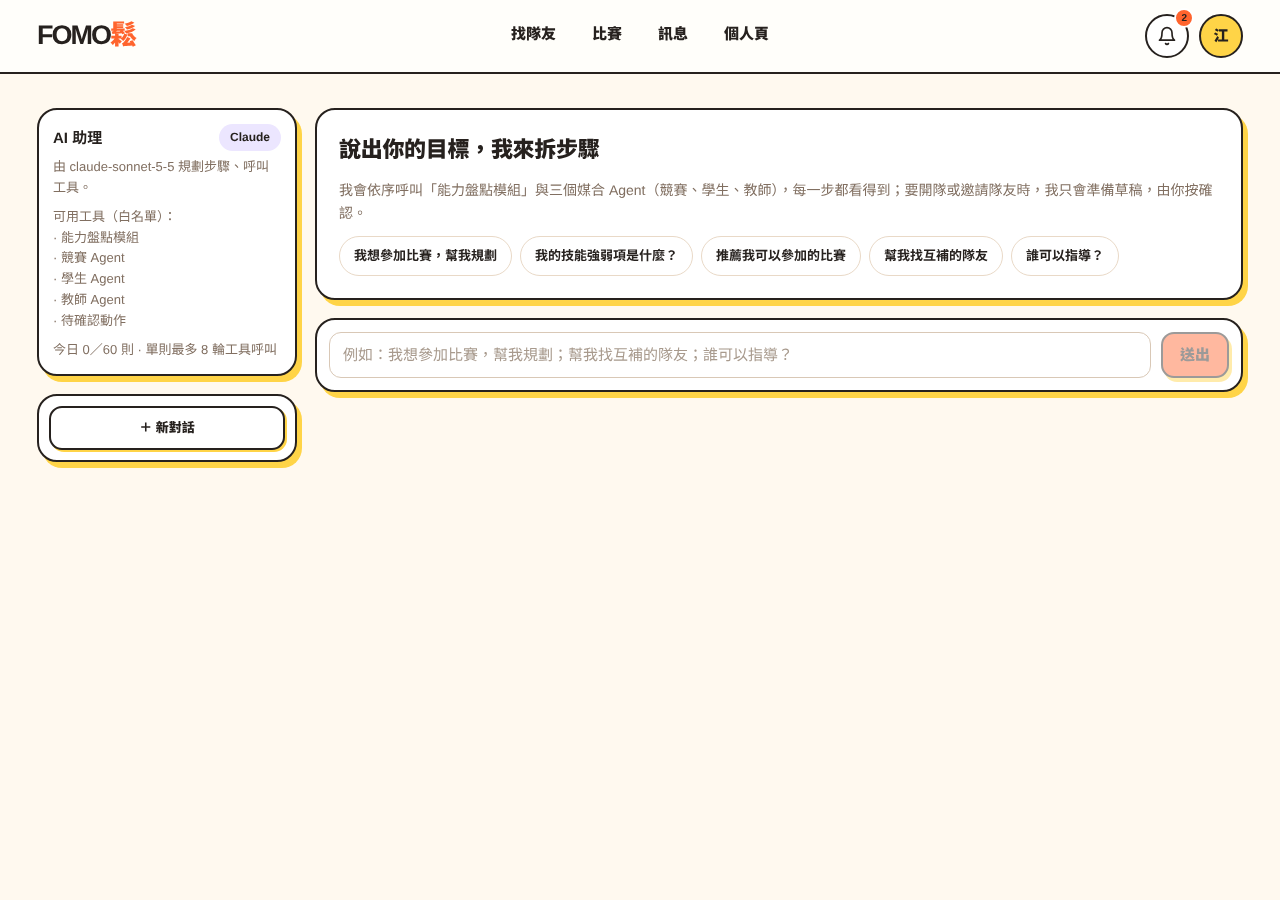 FOMO鬆
找隊友 比賽 訊息 個人頁
2
江
AI 助理
Claude
由 claude-sonnet-5-5 規劃步驟、呼叫
工具。
可用工具（白名單）：
· 能力盤點模組
· 競賽 Agent
· 學生 Agent
· 教師 Agent
· 待確認動作
今日 0／60 則 · 單則最多 8 輪工具呼叫
＋ 新對話
說出你的目標，我來拆步驟
我會依序呼叫「能力盤點模組」與三個媒合 Agent（競賽、學生、教師），每一步都看得到；要開隊或邀請隊友時，我只會準備草稿，由你按確
認。
我想參加比賽，幫我規劃
我的技能強弱項是什麼？
推薦我可以參加的比賽
幫我找互補的隊友
誰可以指導？
例如：我想參加比賽，幫我規劃；幫我找互補的隊友；誰可以指導？
送出